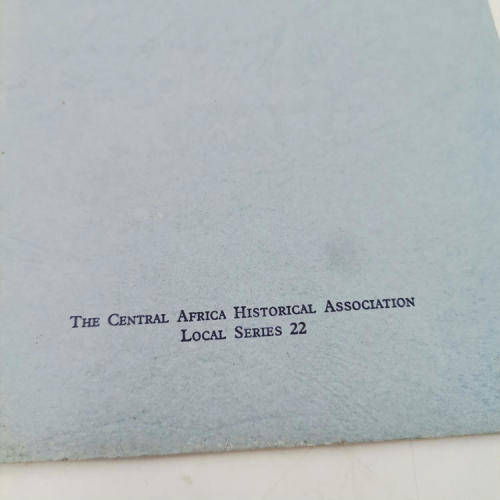 The Central Africa Historical Association
Local Series 22